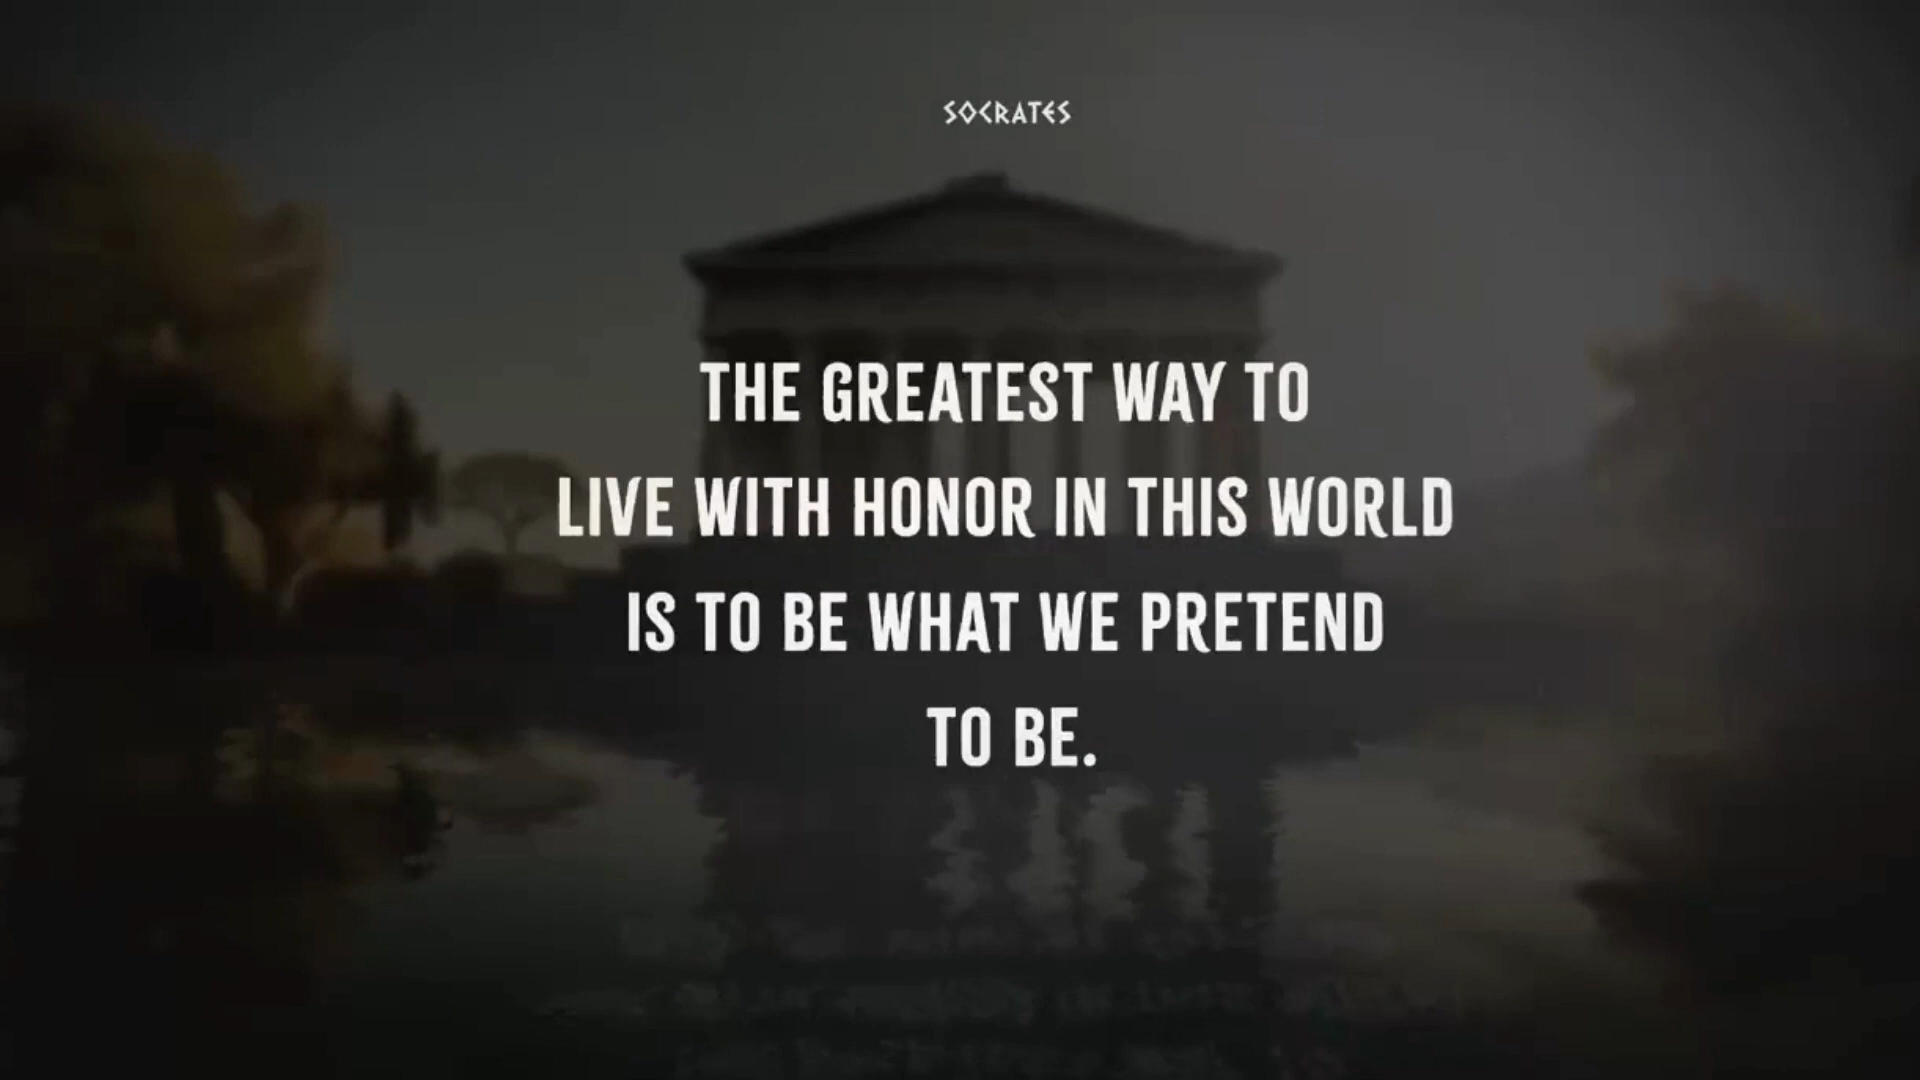 SOCRATES
THE GREATEST WAY TO
LIVE WITH HONOR IN THIS WORLD
IS TO BE WHAT WE PRETEND
TO BE.